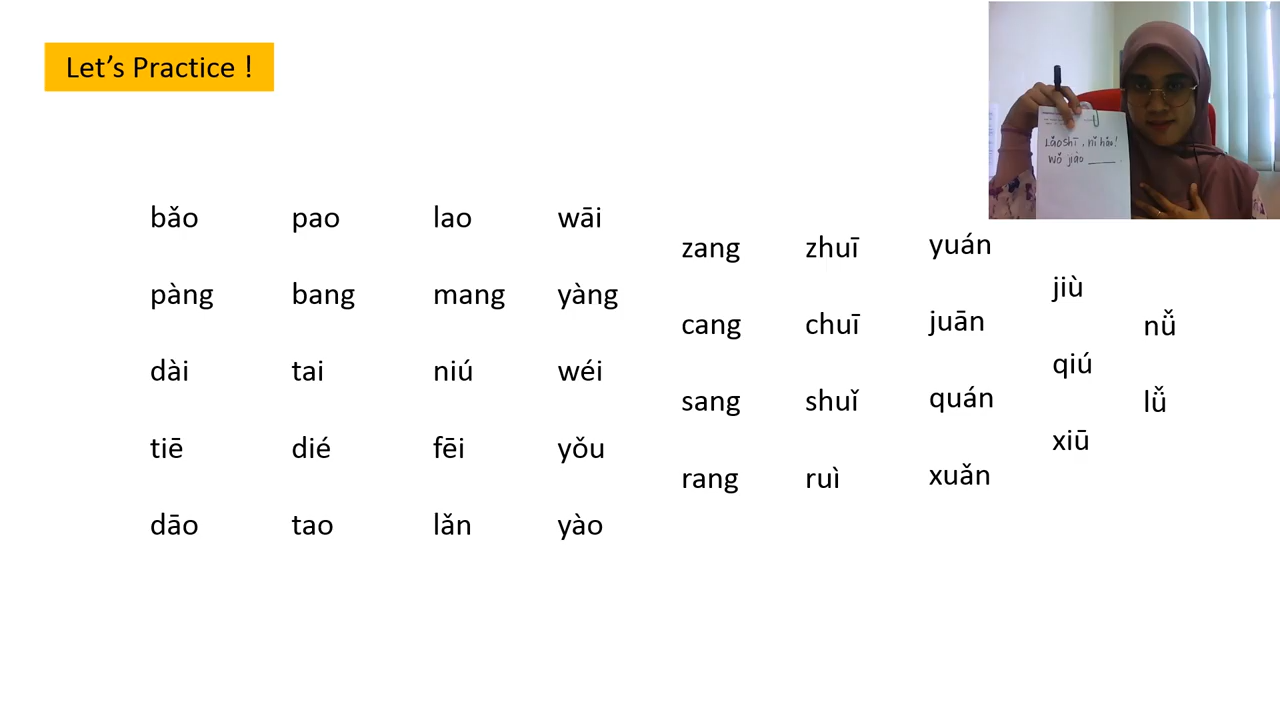 Let's Practice !
Lǎoshī, nǐ hǎo!
Wǒ jiào ____.
bǎo pao lao wāi
pàng bang mang yàng
dài tai niú wéi
tiē dié fēi yǒu
dāo tao lǎn yào
zang zhuī yuán
cang chuī juān
sang shuǐ quán
rang ruì xuǎn
jiù
qiú
xiū
nǚ
lǚ